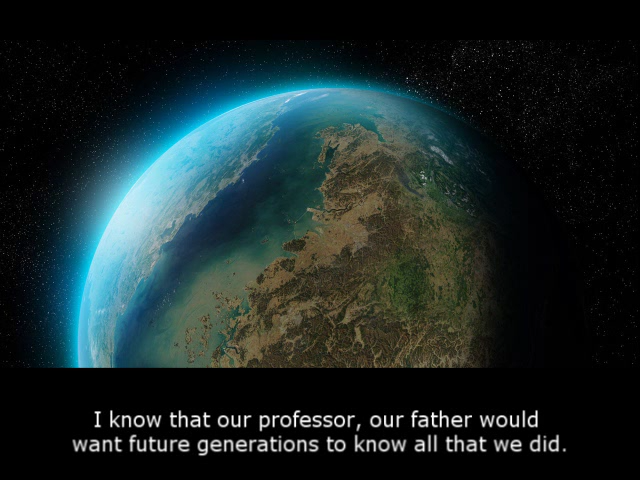 I know that our professor, our father would
want future generations to know all that we did.